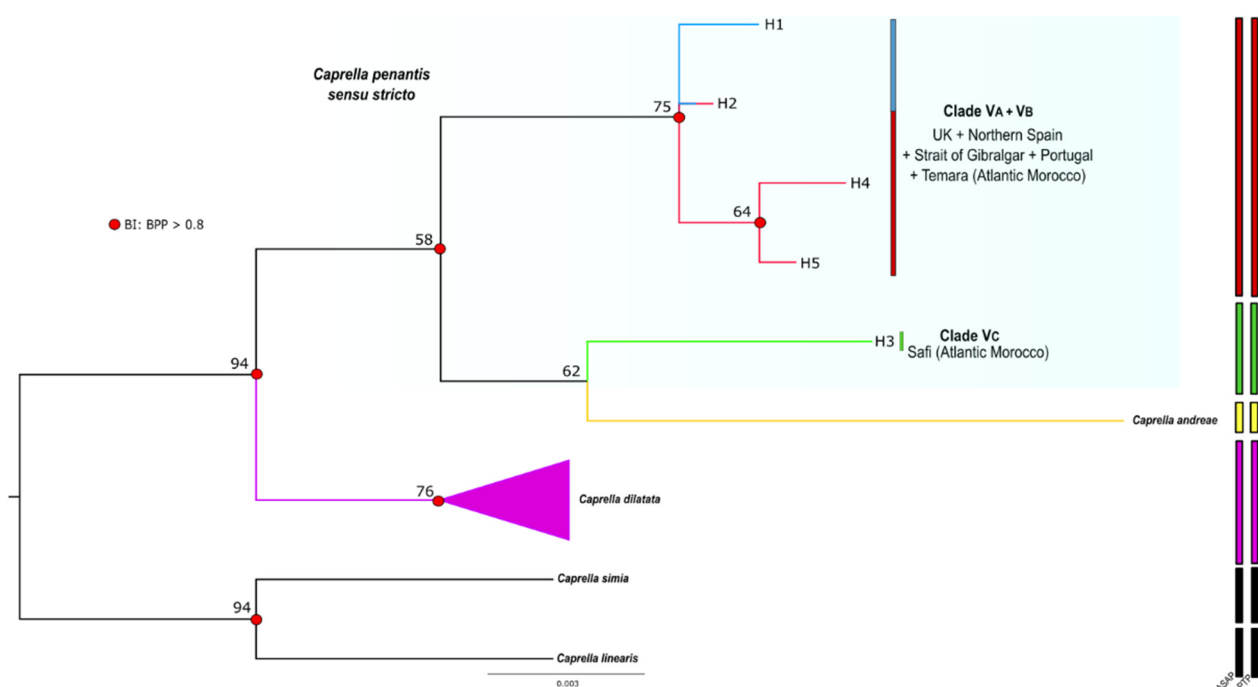 H1
Caprella penantis
sensu stricto
75
H2
Clade VA + VB
UK + Northern Spain
+ Strait of Gibralgar + Portugal
+ Temara (Atlantic Morocco)
H4
64
BI: BPP > 0.8
58
H5
H3
Clade VC
Safi (Atlantic Morocco)
94
62
Caprella andreae
76
Caprella dilatata
Caprella simia
94
Caprella linearis
0.003
ASAP
PTP